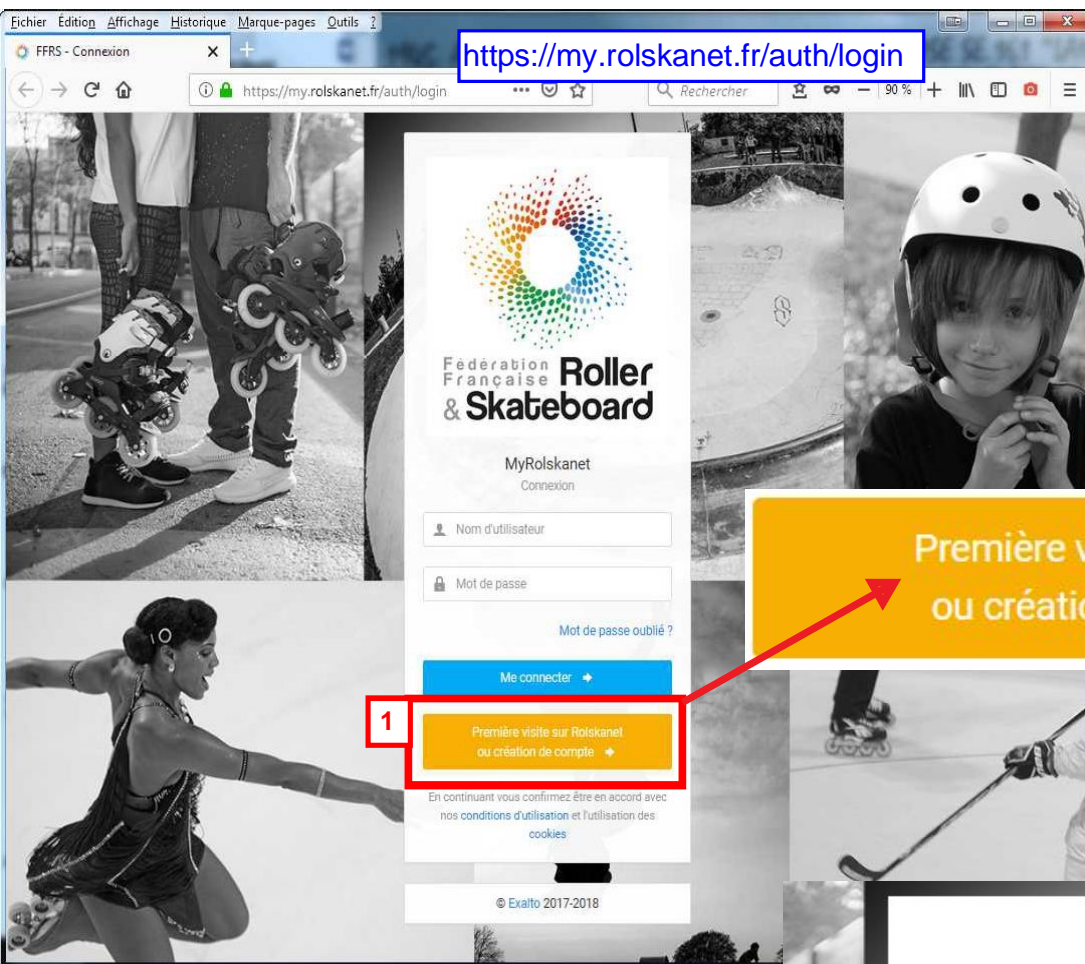 Fichier Édition Affichage Historique Marque-pages Outils ?
FFRS - Connexion
https://my.rolskanet.fr/auth/login
https://my.rolskanet.fr/auth/login
Rechercher
90 %
Fédération
Française Roller
& Skateboard
MyRolskanet
Connexion
Nom d'utilisateur
Mot de passe
Mot de passe oublié ?
Me connecter
1
Première visite sur Rolskanet
ou création de compte
En continuant vous confirmez être en accord avec
nos conditions d'utilisation et l'utilisation des
cookies
© Exalto 2017-2018
Première v
ou créatio